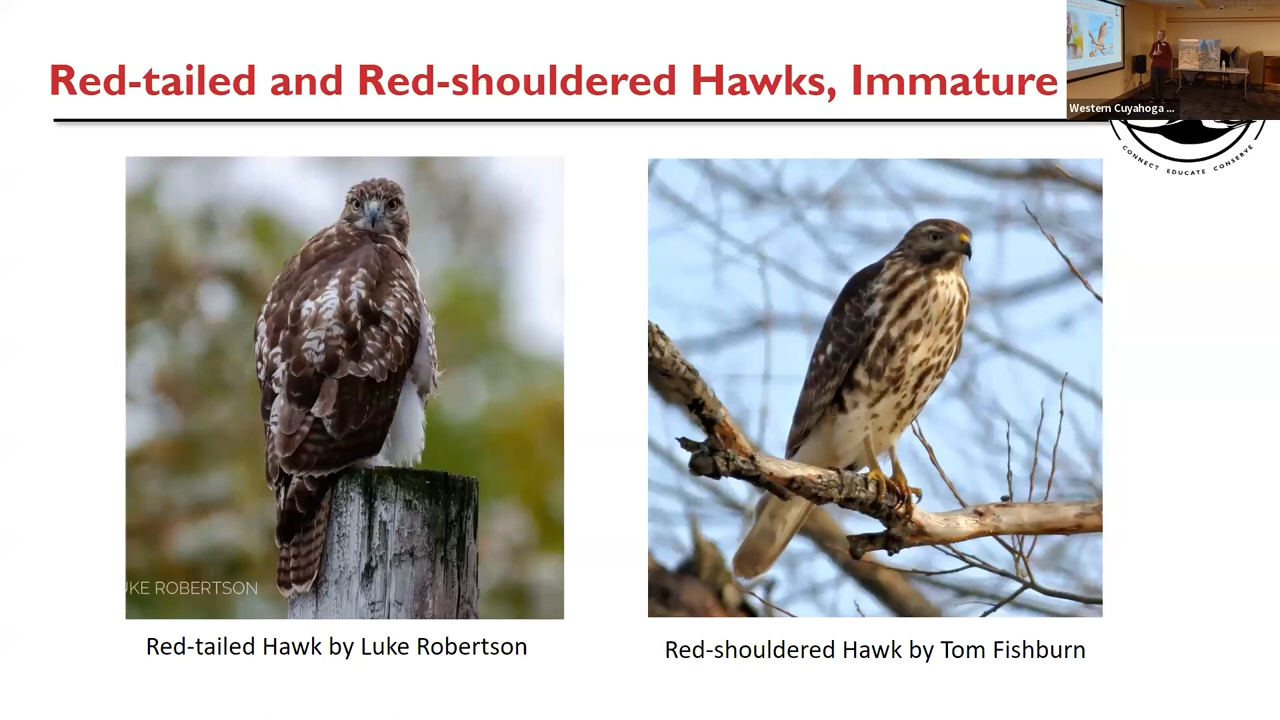 Red-tailed and Red-shouldered Hawks, Immature
Western Cuyahoga ...
CONNECT EDUCATE CONSERVE
UKE ROBERTSON
Red-tailed Hawk by Luke Robertson
Red-shouldered Hawk by Tom Fishburn